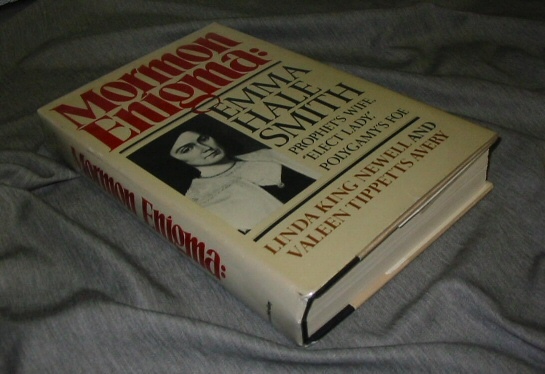 Mormon
Enigma:
EMMA
HALE
SMITH
PROPHET'S WIFE,
"ELECT LADY,"
POLYGAMY'S FOE
LINDA KING NEWELL AND
VALEEN TIPPETTS AVERY
Mormon Enigma: